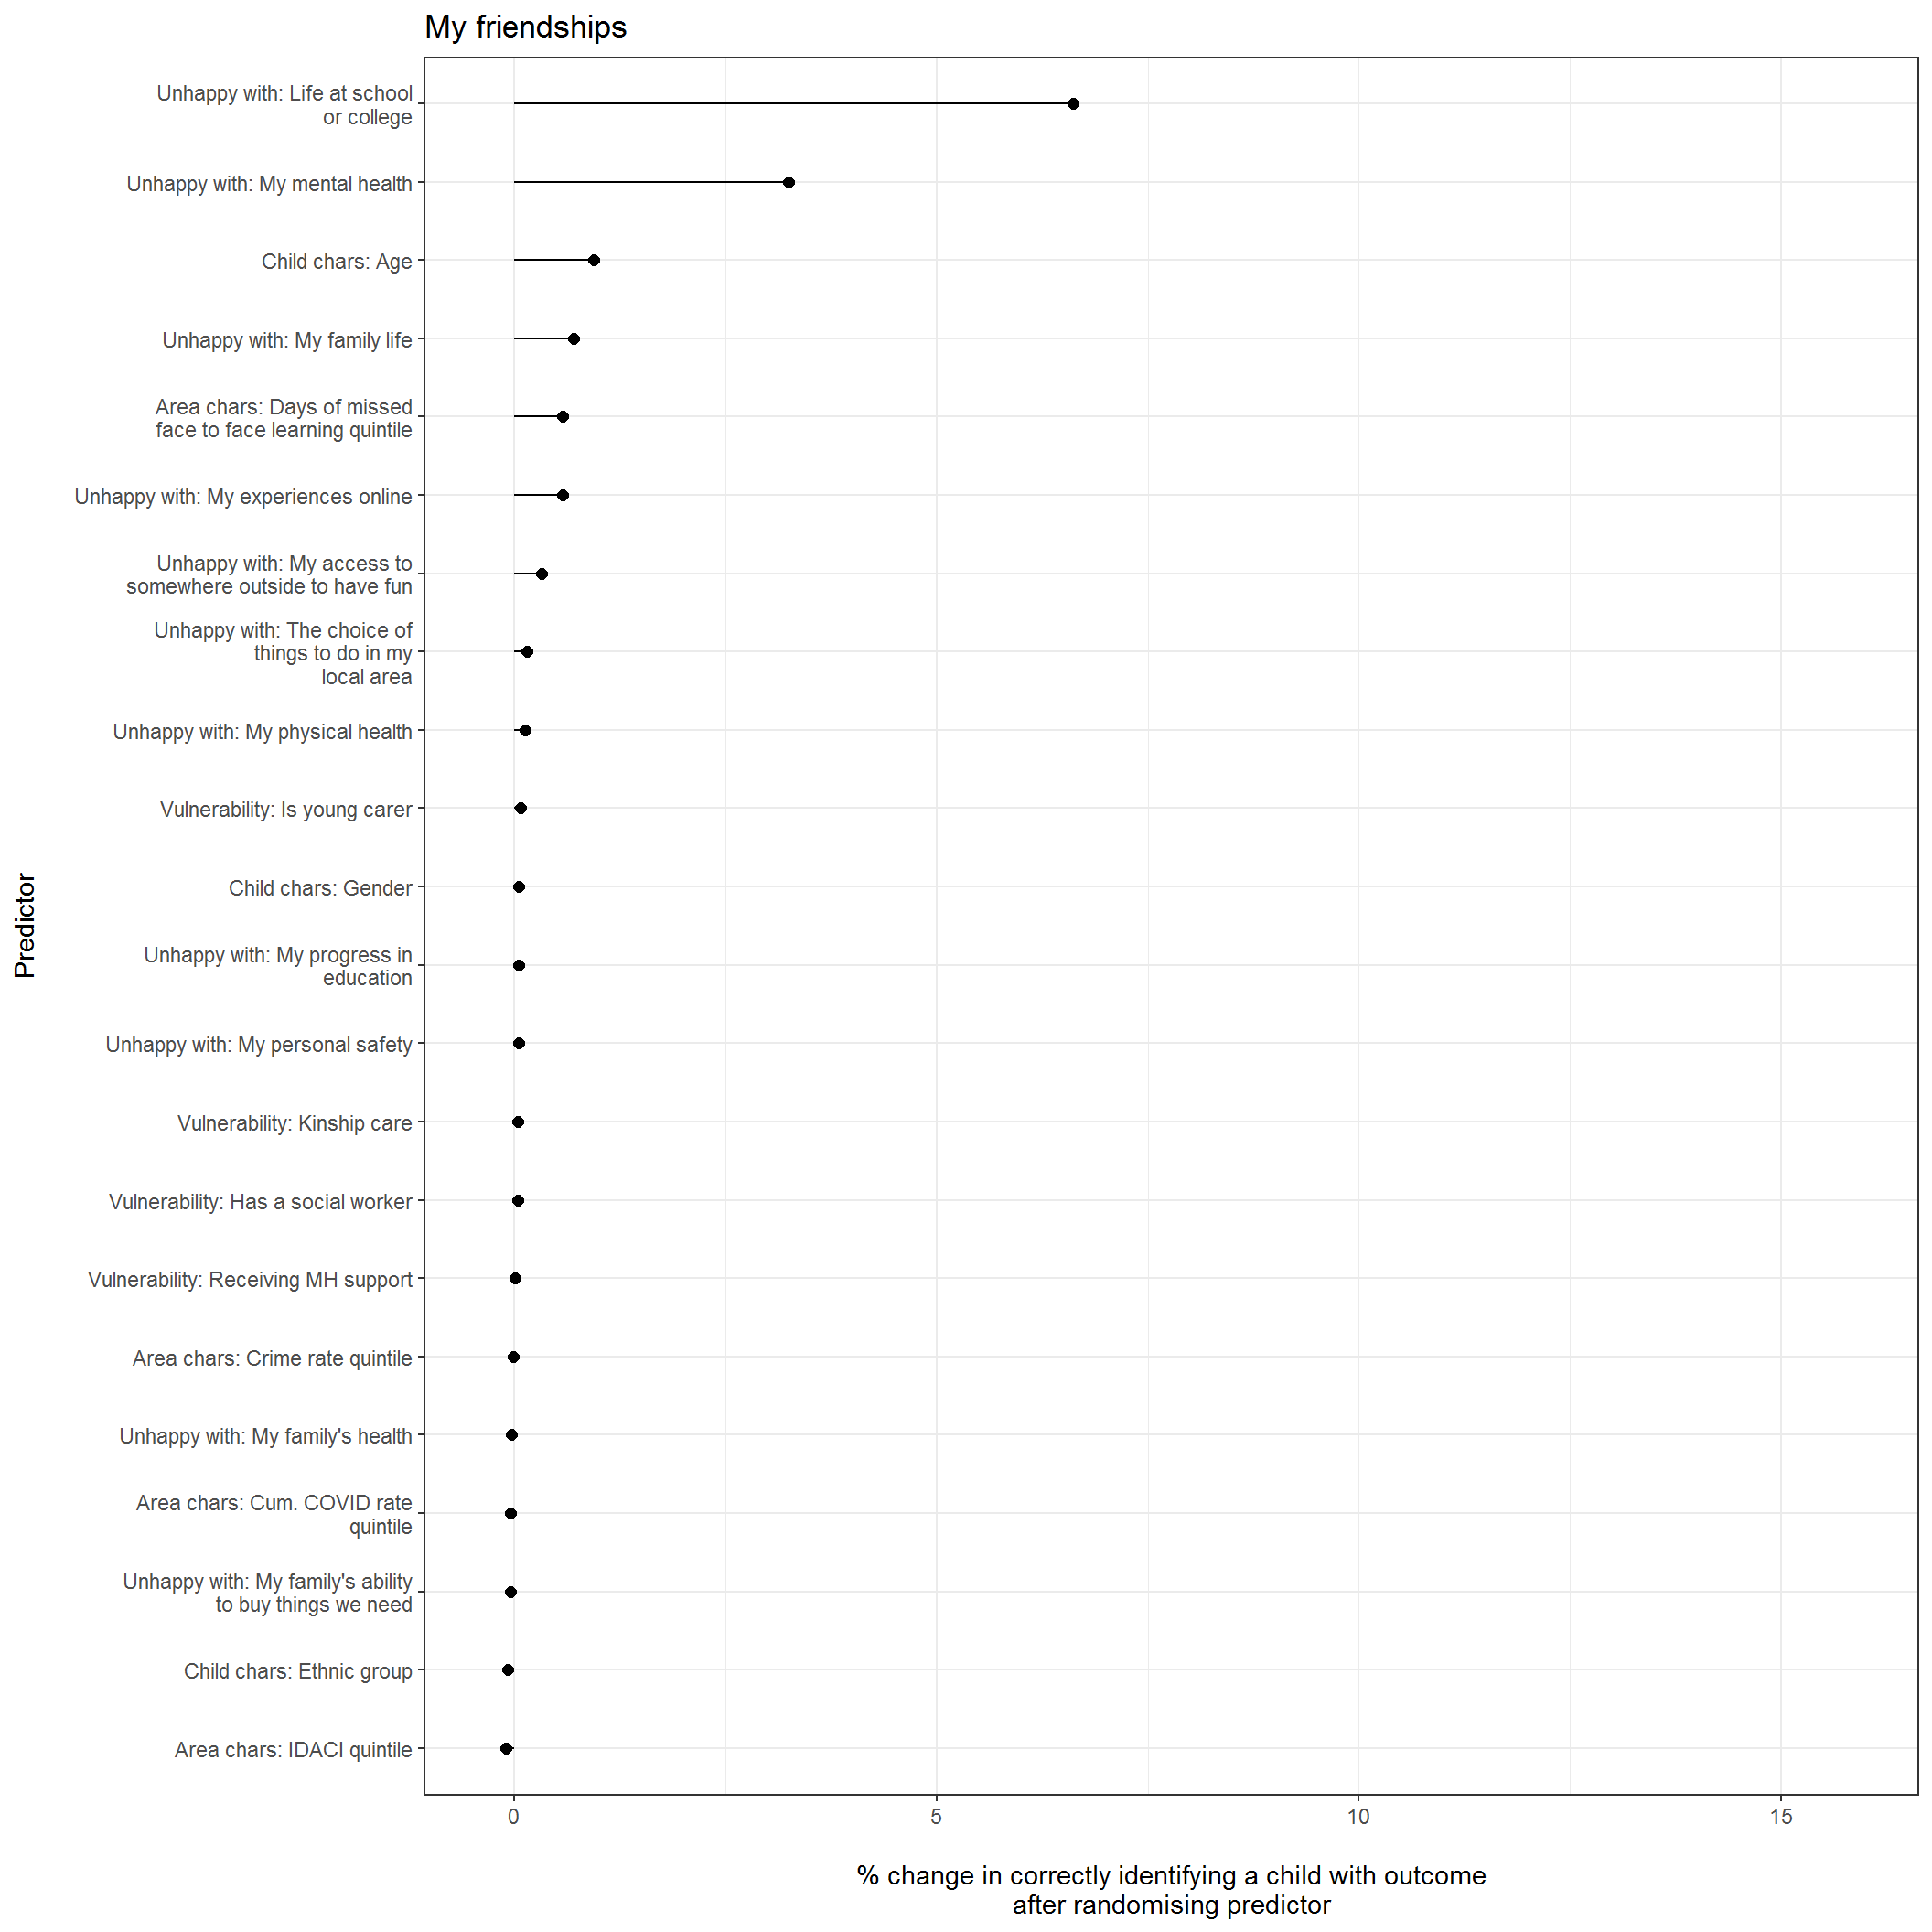 My friendships
Unhappy with: Life at school
or college
Unhappy with: My mental health
Child chars: Age
Unhappy with: My family life
Area chars: Days of missed
face to face learning quintile
Unhappy with: My experiences online
Unhappy with: My access to
somewhere outside to have fun
Unhappy with: The choice of
things to do in my
local area
Unhappy with: My physical health
Vulnerability: Is young carer
Child chars: Gender
Unhappy with: My progress in
education
Unhappy with: My personal safety
Vulnerability: Kinship care
Vulnerability: Has a social worker
Vulnerability: Receiving MH support
Area chars: Crime rate quintile
Unhappy with: My family's health
Area chars: Cum. COVID rate
quintile
Unhappy with: My family's ability
to buy things we need
Child chars: Ethnic group
Area chars: IDACI quintile
Predictor
0 5 10 15
% change in correctly identifying a child with outcome
after randomising predictor